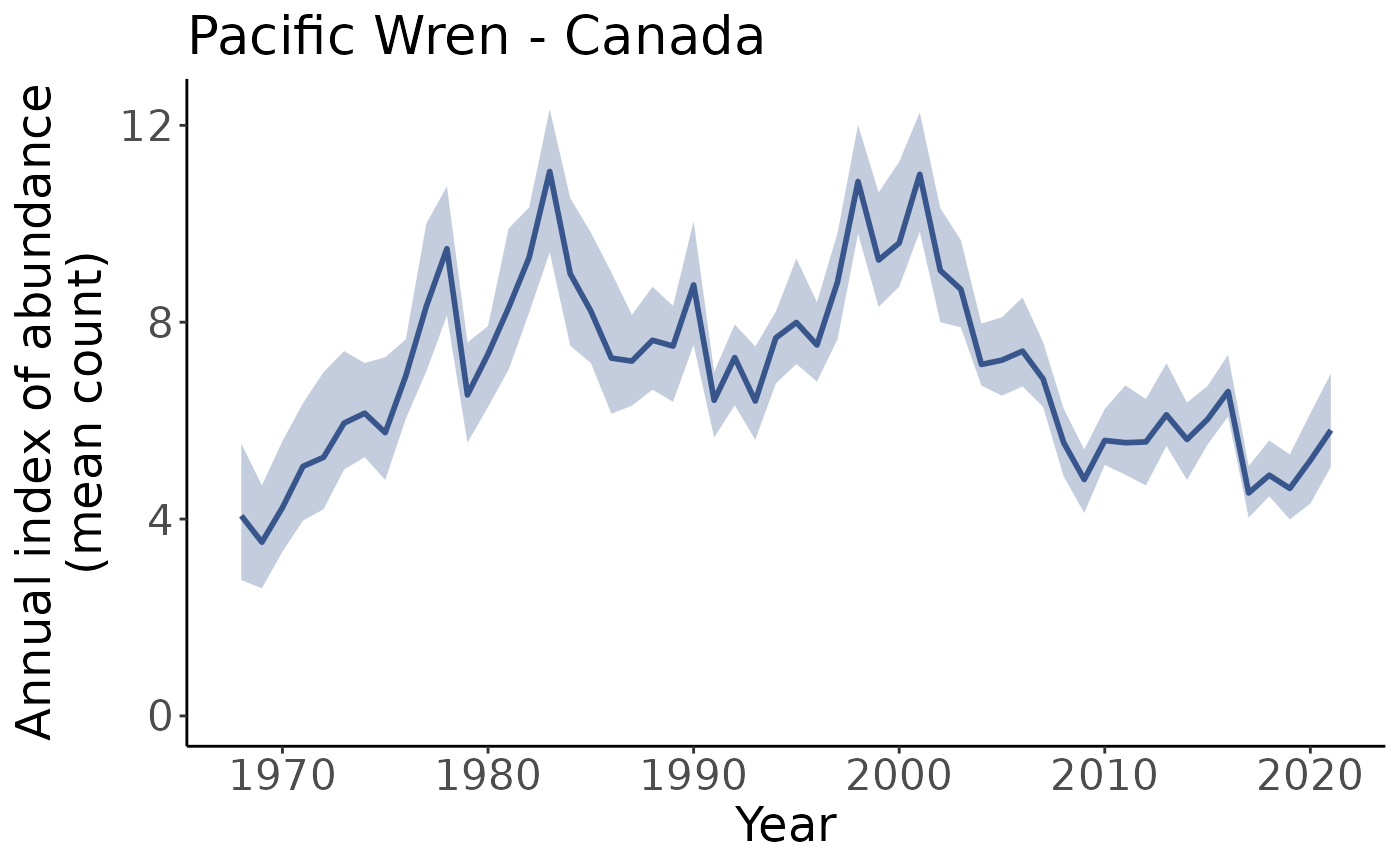 Pacific Wren - Canada
Annual index of abundance
(mean count)
12
8
4
0
1970 1980 1990 2000 2010 2020
Year